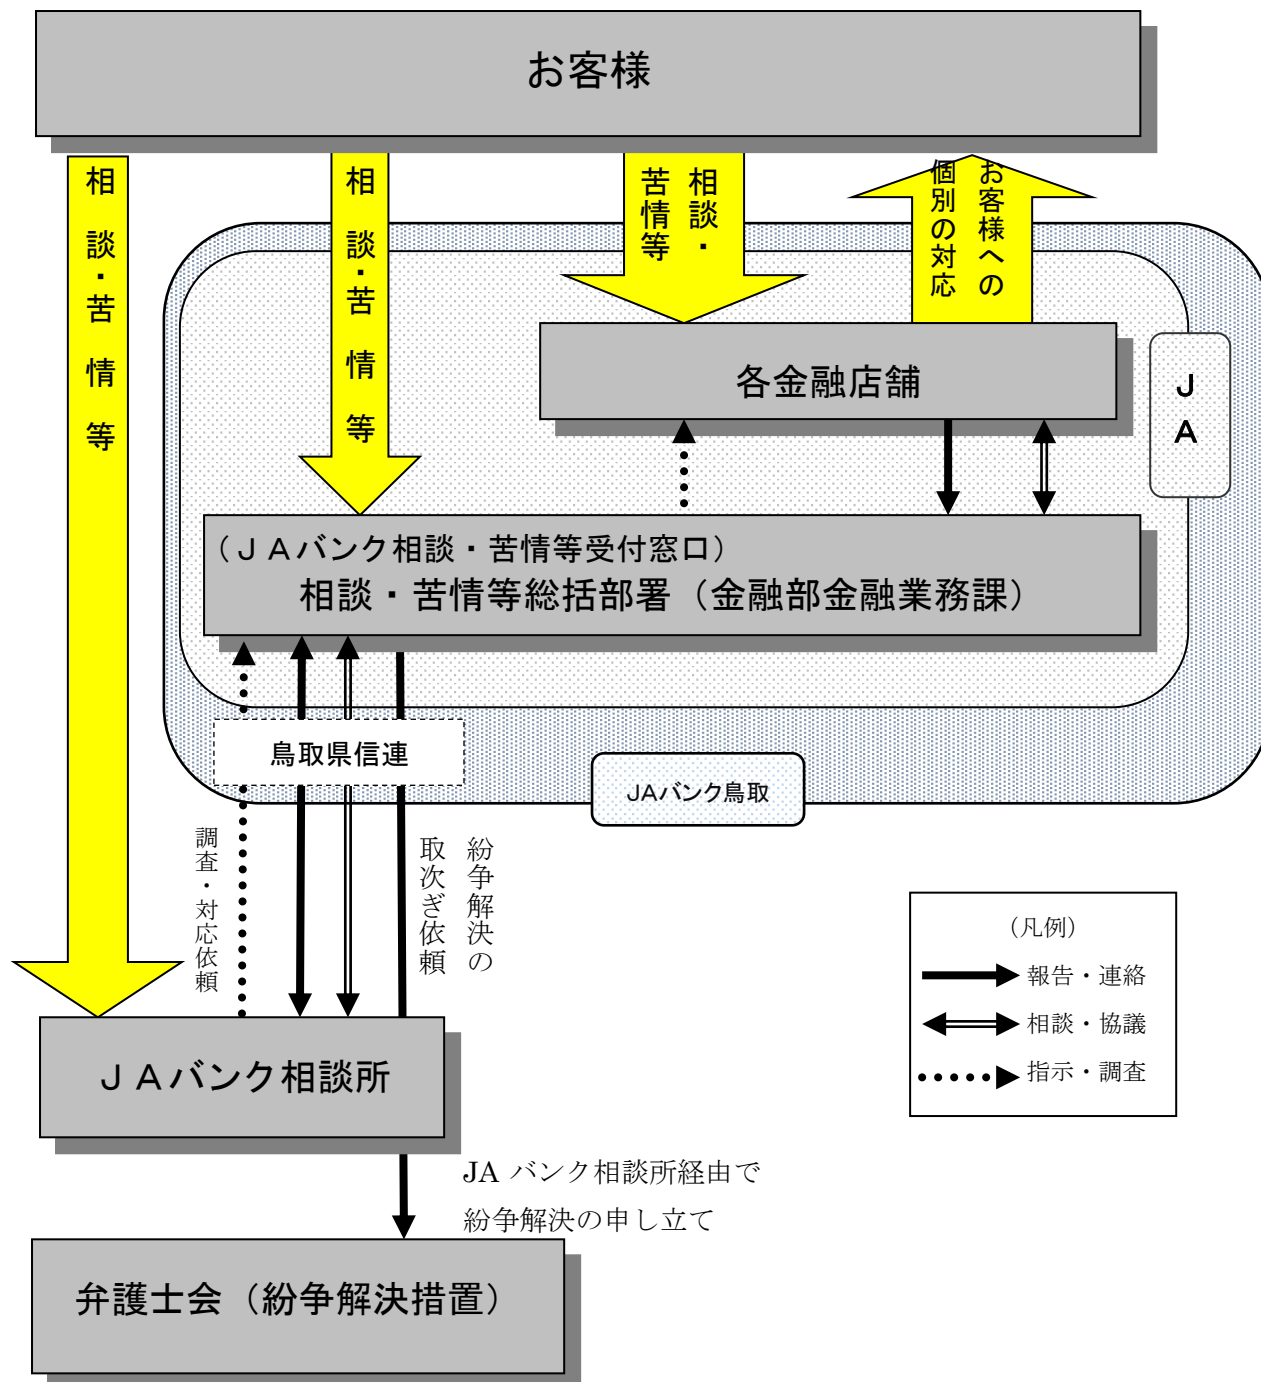 お客様
相談・苦情等
相談・苦情等
相談・
苦情等
お客様への
個別の対応
各金融店舗
ＪＡ
（ＪＡバンク相談・苦情等受付窓口）
相談・苦情等総括部署（金融部金融業務課）
鳥取県信連
JAバンク鳥取
調査・対応依頼
紛争解決の
取次ぎ依頼
（凡例）
報告・連絡
相談・協議
指示・調査
ＪＡバンク相談所
JA バンク相談所経由で
紛争解決の申し立て
弁護士会（紛争解決措置）